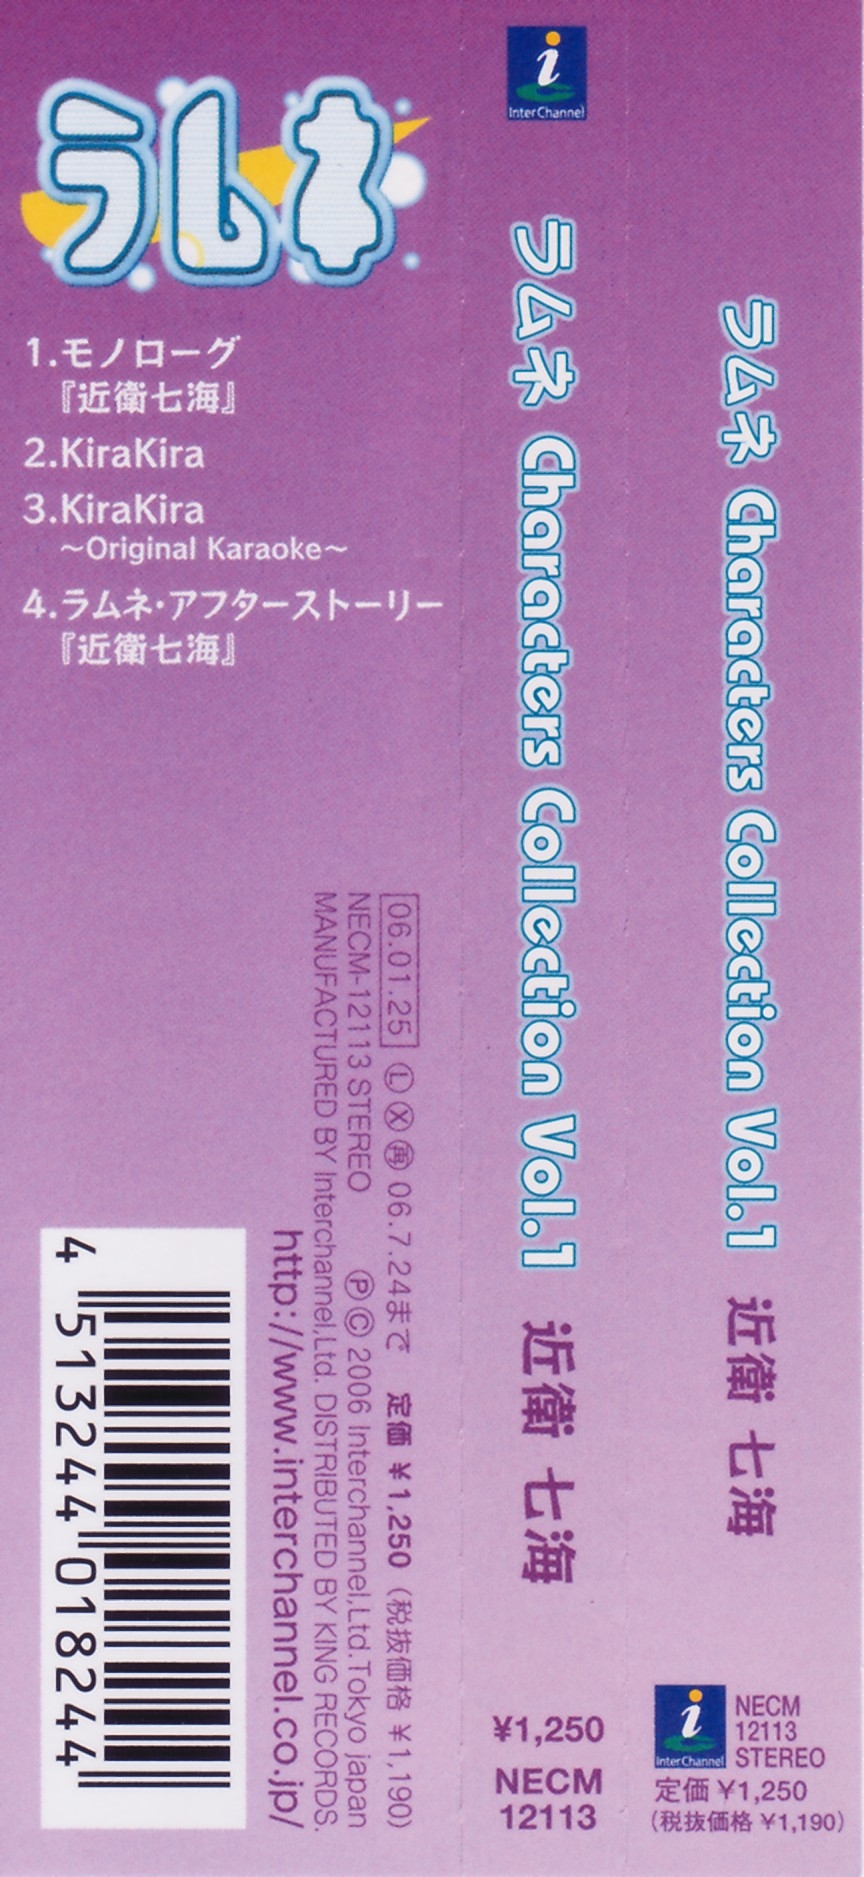 ラムネ
1.モノローグ
『近衛七海』
2.KiraKira
3.KiraKira
～Original Karaoke～
4.ラムネ・アフターストーリー
『近衛七海』
06.01.25 Ⓛ Ⓧ ㊢ 06.7.24まで 定価 ¥1,250 (税抜価格 ¥1,190)
NECM-12113 STEREO ⓅⒸ 2006 Interchannel,Ltd.Tokyo japan
MANUFACTURED BY Interchannel,Ltd. DISTRIBUTED BY KING RECORDS.
http://www.interchannel.co.jp/
4 513244 018244
i
InterChannel
ラムネ Characters Collection Vol.1 近衛 七海
¥1,250
NECM
12113
ラムネ Characters Collection Vol.1 近衛 七海
i
InterChannel
NECM
12113
STEREO
定価 ¥1,250
(税抜価格 ¥1,190)